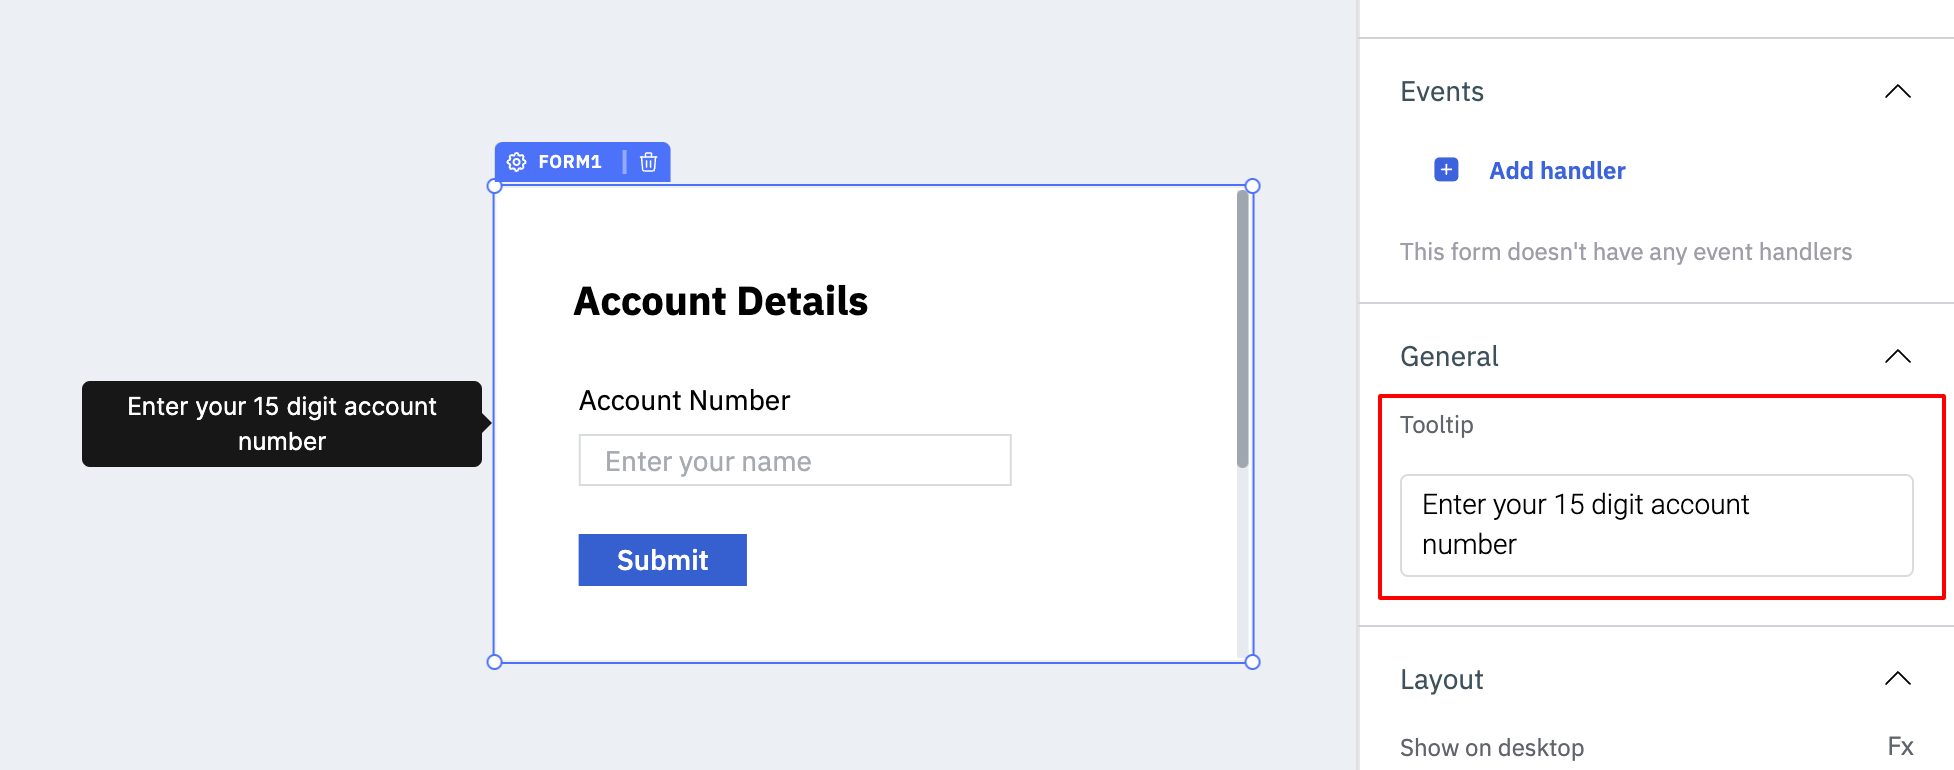 FORM1
Account Details
Account Number
Enter your name
Submit
Enter your 15 digit account
number
Events
Add handler
This form doesn't have any event handlers
General
Tooltip
Enter your 15 digit account
number
Layout
Show on desktop
Fx